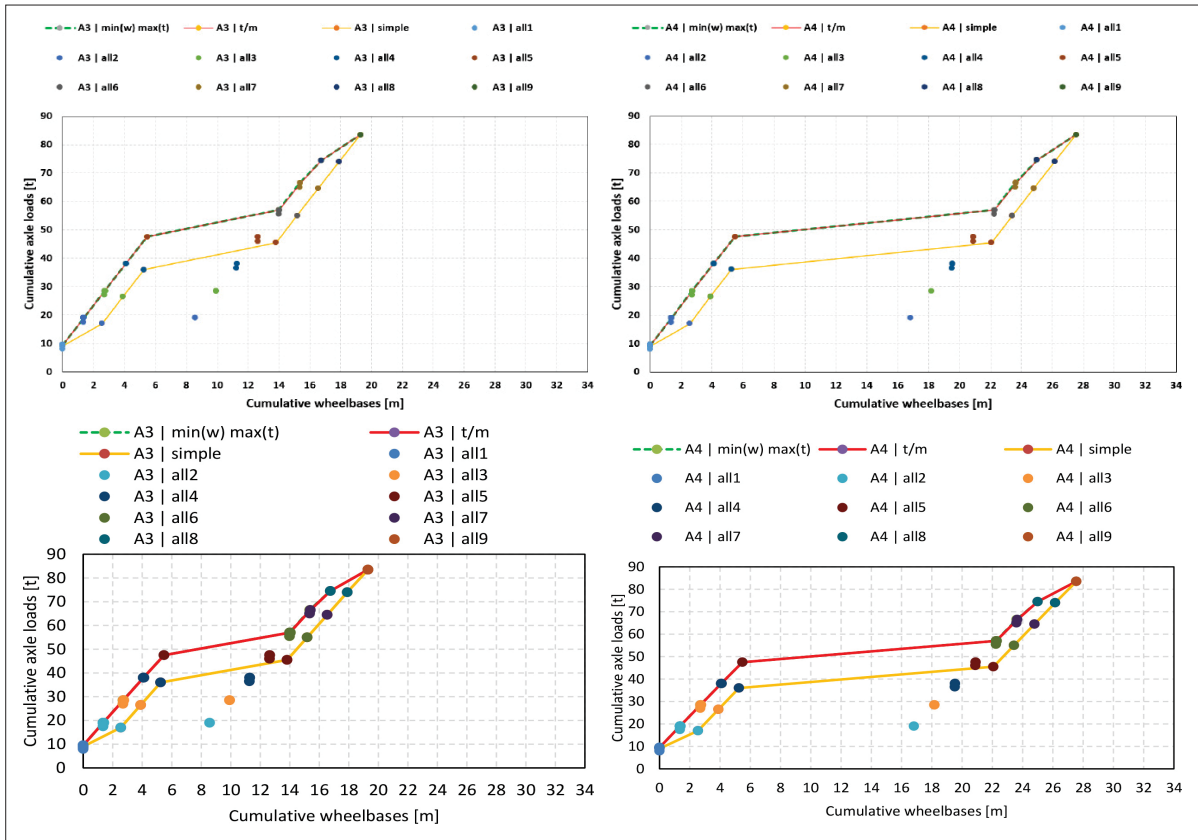 A3 | min(w) max(t) A3 | t/m A3 | simple A3 | all1
A3 | all2 A3 | all3 A3 | all4 A3 | all5
A3 | all6 A3 | all7 A3 | all8 A3 | all9
90
80
70
60
50
40
30
20
10
0
Cumulative axle loads [t]
0 2 4 6 8 10 12 14 16 18 20 22 24 26 28 30 32 34
Cumulative wheelbases [m]
A4 | min(w) max(t) A4 | t/m A4 | simple A4 | all1
A4 | all2 A4 | all3 A4 | all4 A4 | all5
A4 | all6 A4 | all7 A4 | all8 A4 | all9
90
80
70
60
50
40
30
20
10
0
Cumulative axle loads [t]
0 2 4 6 8 10 12 14 16 18 20 22 24 26 28 30 32 34
Cumulative wheelbases [m]
A3 | min(w) max(t) A3 | t/m
A3 | simple A3 | all1
A3 | all2 A3 | all3
A3 | all4 A3 | all5
A3 | all6 A3 | all7
A3 | all8 A3 | all9
90
80
70
60
50
40
30
20
10
0
Cumulative axle loads [t]
0 2 4 6 8 10 12 14 16 18 20 22 24 26 28 30 32 34
Cumulative wheelbases [m]
A4 | min(w) max(t) A4 | t/m A4 | simple
A4 | all1 A4 | all2 A4 | all3
A4 | all4 A4 | all5 A4 | all6
A4 | all7 A4 | all8 A4 | all9
90
80
70
60
50
40
30
20
10
0
Cumulative axle loads [t]
0 2 4 6 8 10 12 14 16 18 20 22 24 26 28 30 32 34
Cumulative wheelbases [m]